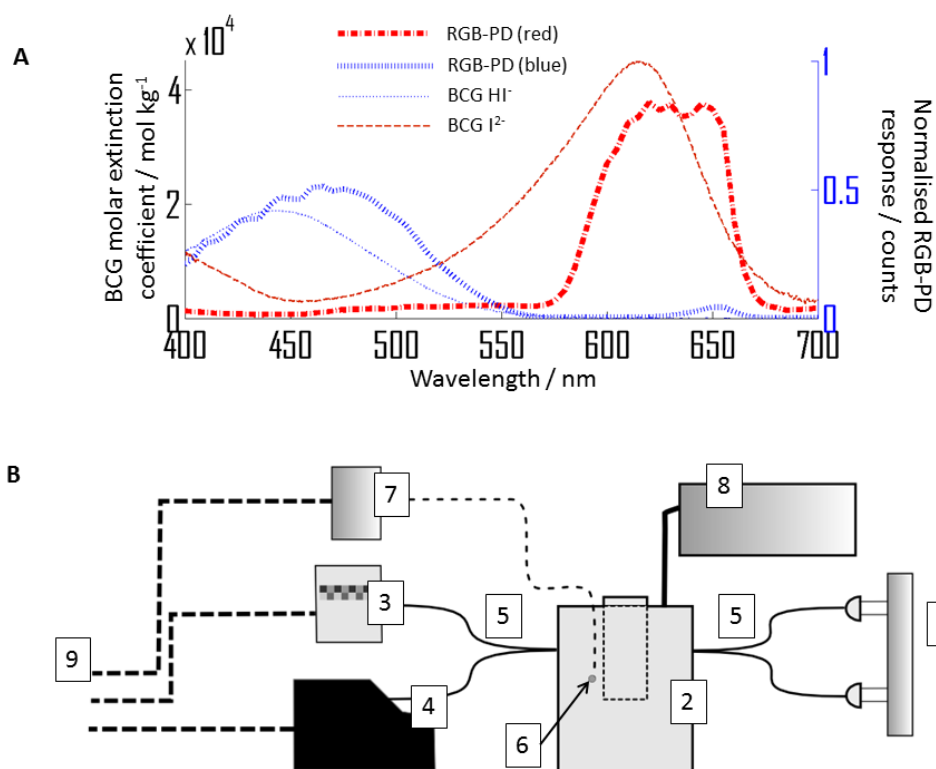 A
x 10⁴
RGB-PD (red)
RGB-PD (blue)
BCG HI⁻
BCG I²⁻
BCG molar extinction
coefficient / mol kg⁻¹
4
2
0
1
0.5
0
Normalised RGB-PD
response / counts
400
450
500
550
600
650
700
Wavelength / nm
B
7
8
3
5
5
9
4
2
6